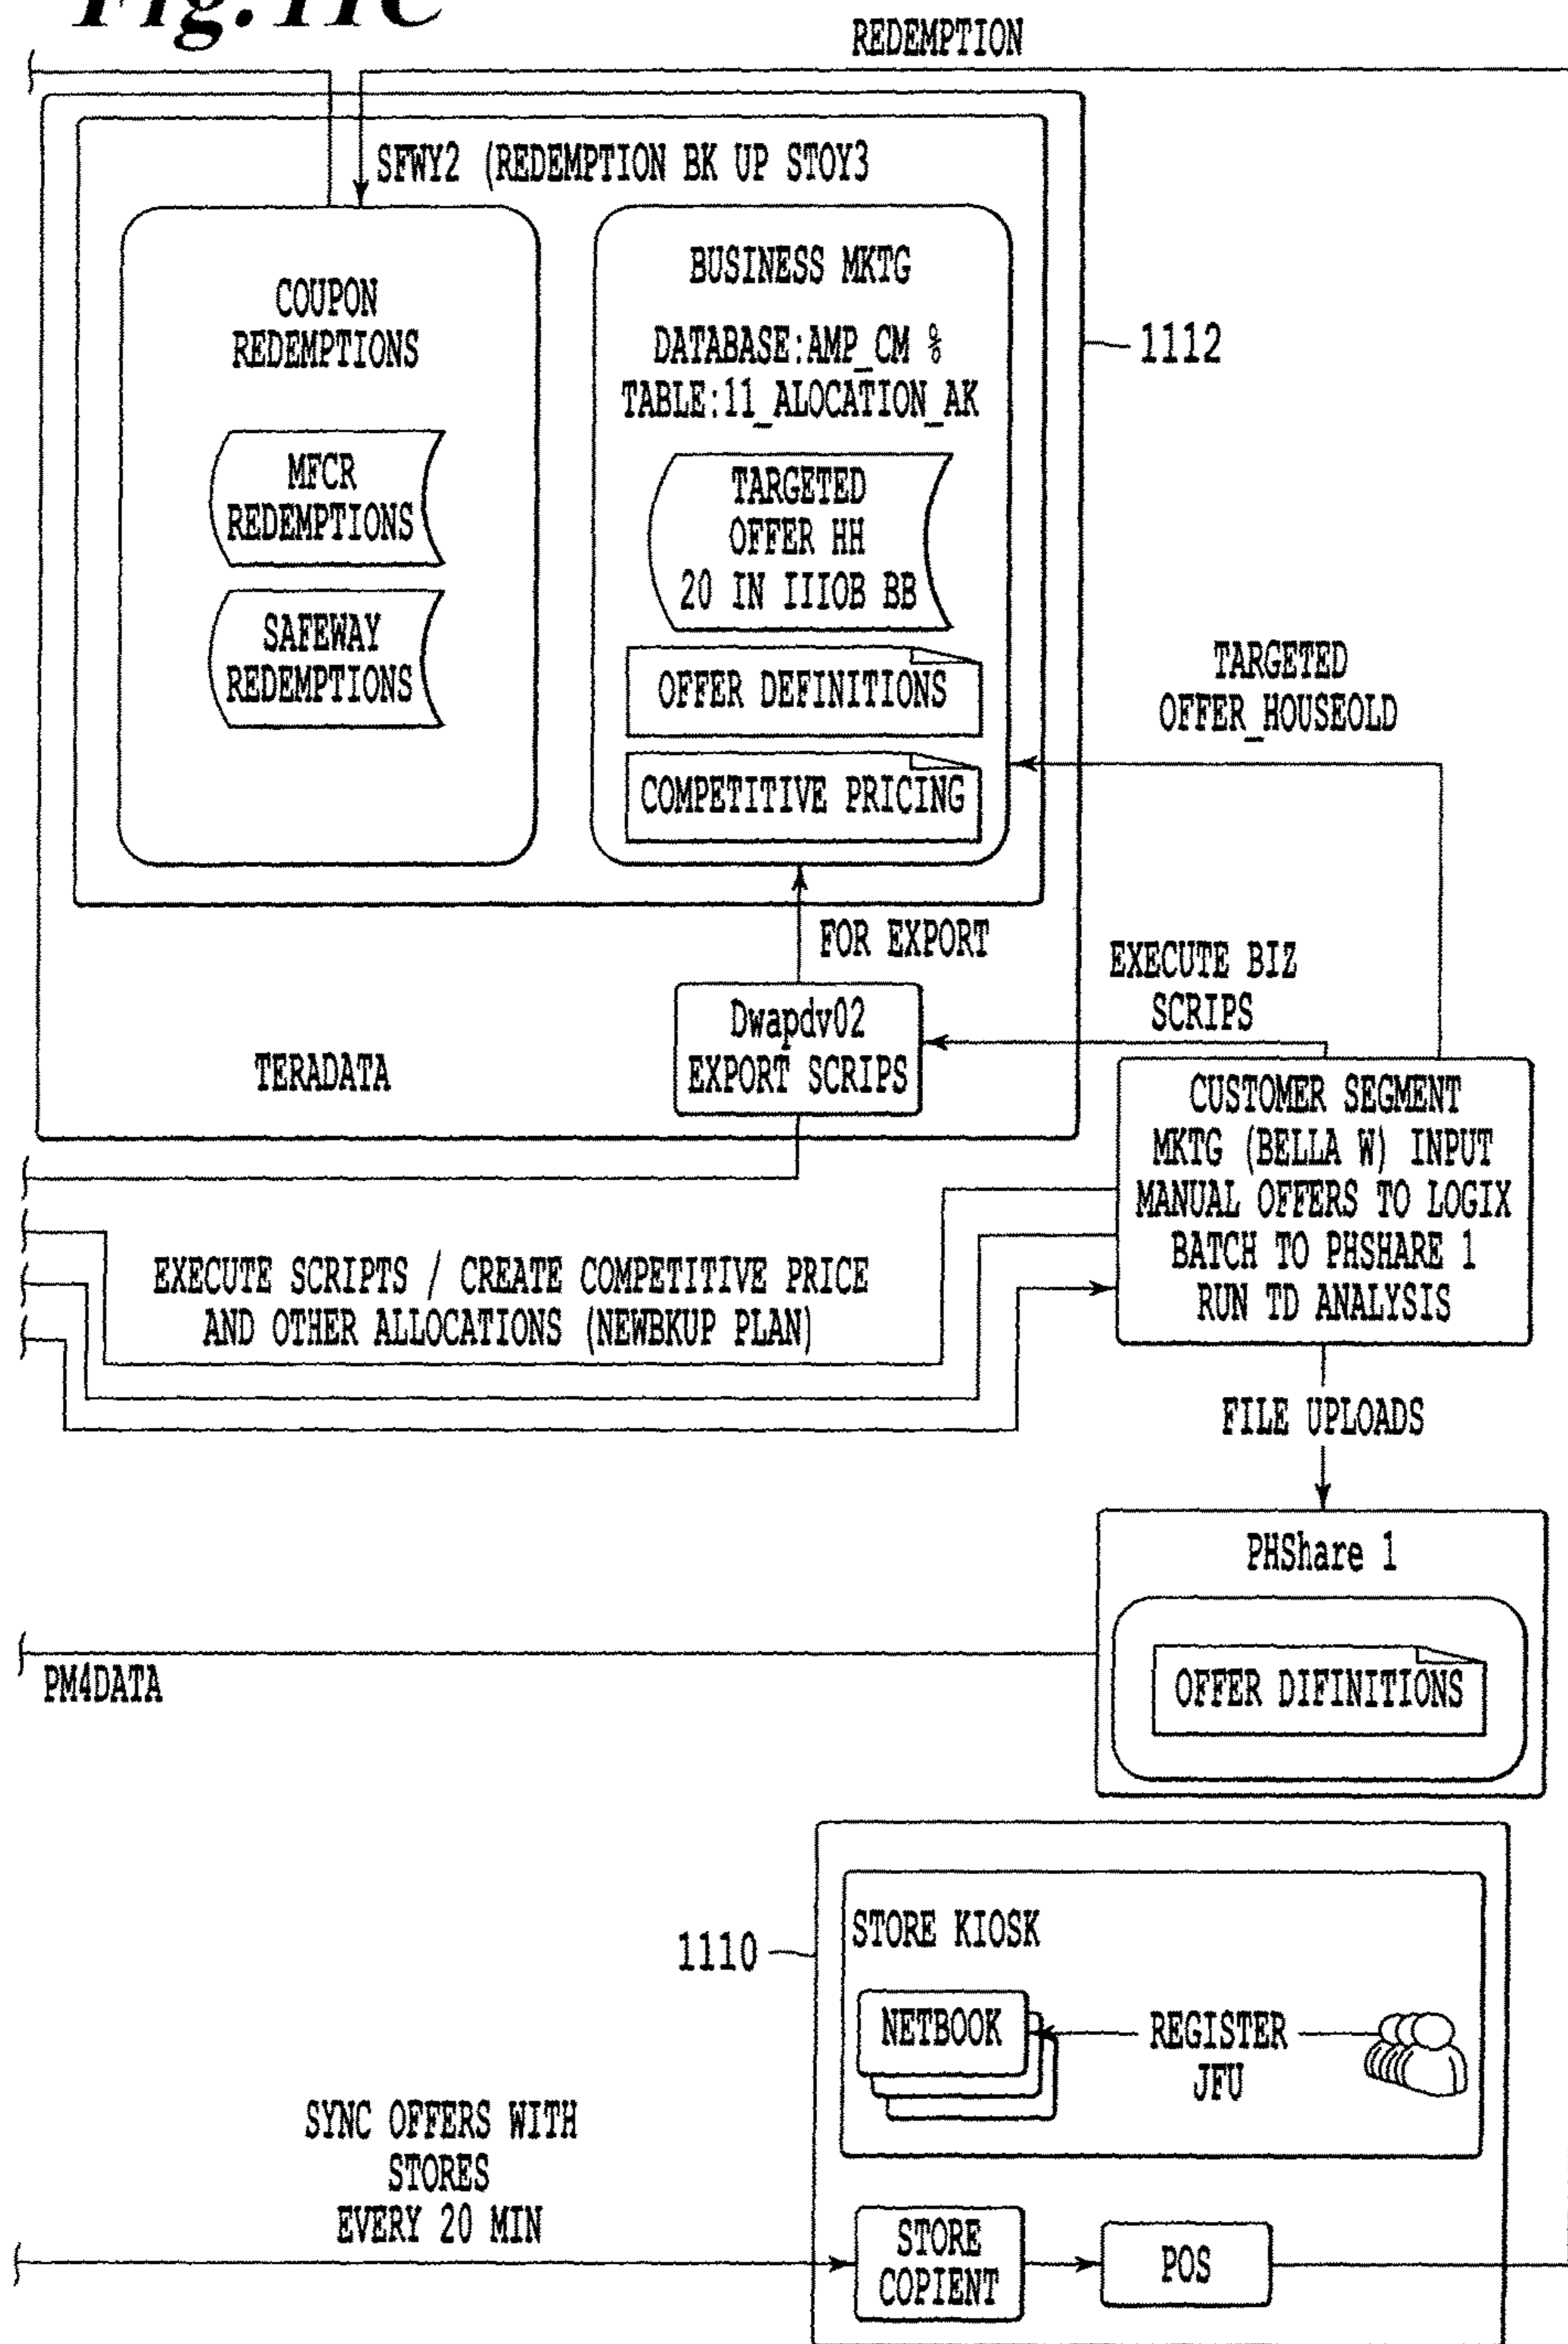 Fig. 11C
REDEMPTION
SFWY2 (REDEMPTION BK UP STOY3
COUPON
REDEMPTIONS
MFCR
REDEMPTIONS
SAFEWAY
REDEMPTIONS
BUSINESS MKTG
DATABASE:AMP_CM %
TABLE:11_ALOCATION_AK
TARGETED
OFFER HH
20 IN IIIOB BB
OFFER DEFINITIONS
COMPETITIVE PRICING
1112
TARGETED
OFFER_HOUSEOLD
FOR EXPORT
EXECUTE BIZ
SCRIPS
Dwapdv02
EXPORT SCRIPS
TERADATA
CUSTOMER SEGMENT
MKTG (BELLA W) INPUT
MANUAL OFFERS TO LOGIX
BATCH TO PHSHARE 1
RUN TD ANALYSIS
EXECUTE SCRIPTS / CREATE COMPETITIVE PRICE
AND OTHER ALLOCATIONS (NEWBKUP PLAN)
FILE UPLOADS
PHShare 1
OFFER DIFINITIONS
PM4DATA
1110
STORE KIOSK
NETBOOK
REGISTER
JFU
SYNC OFFERS WITH
STORES
EVERY 20 MIN
STORE
COPIENT
POS